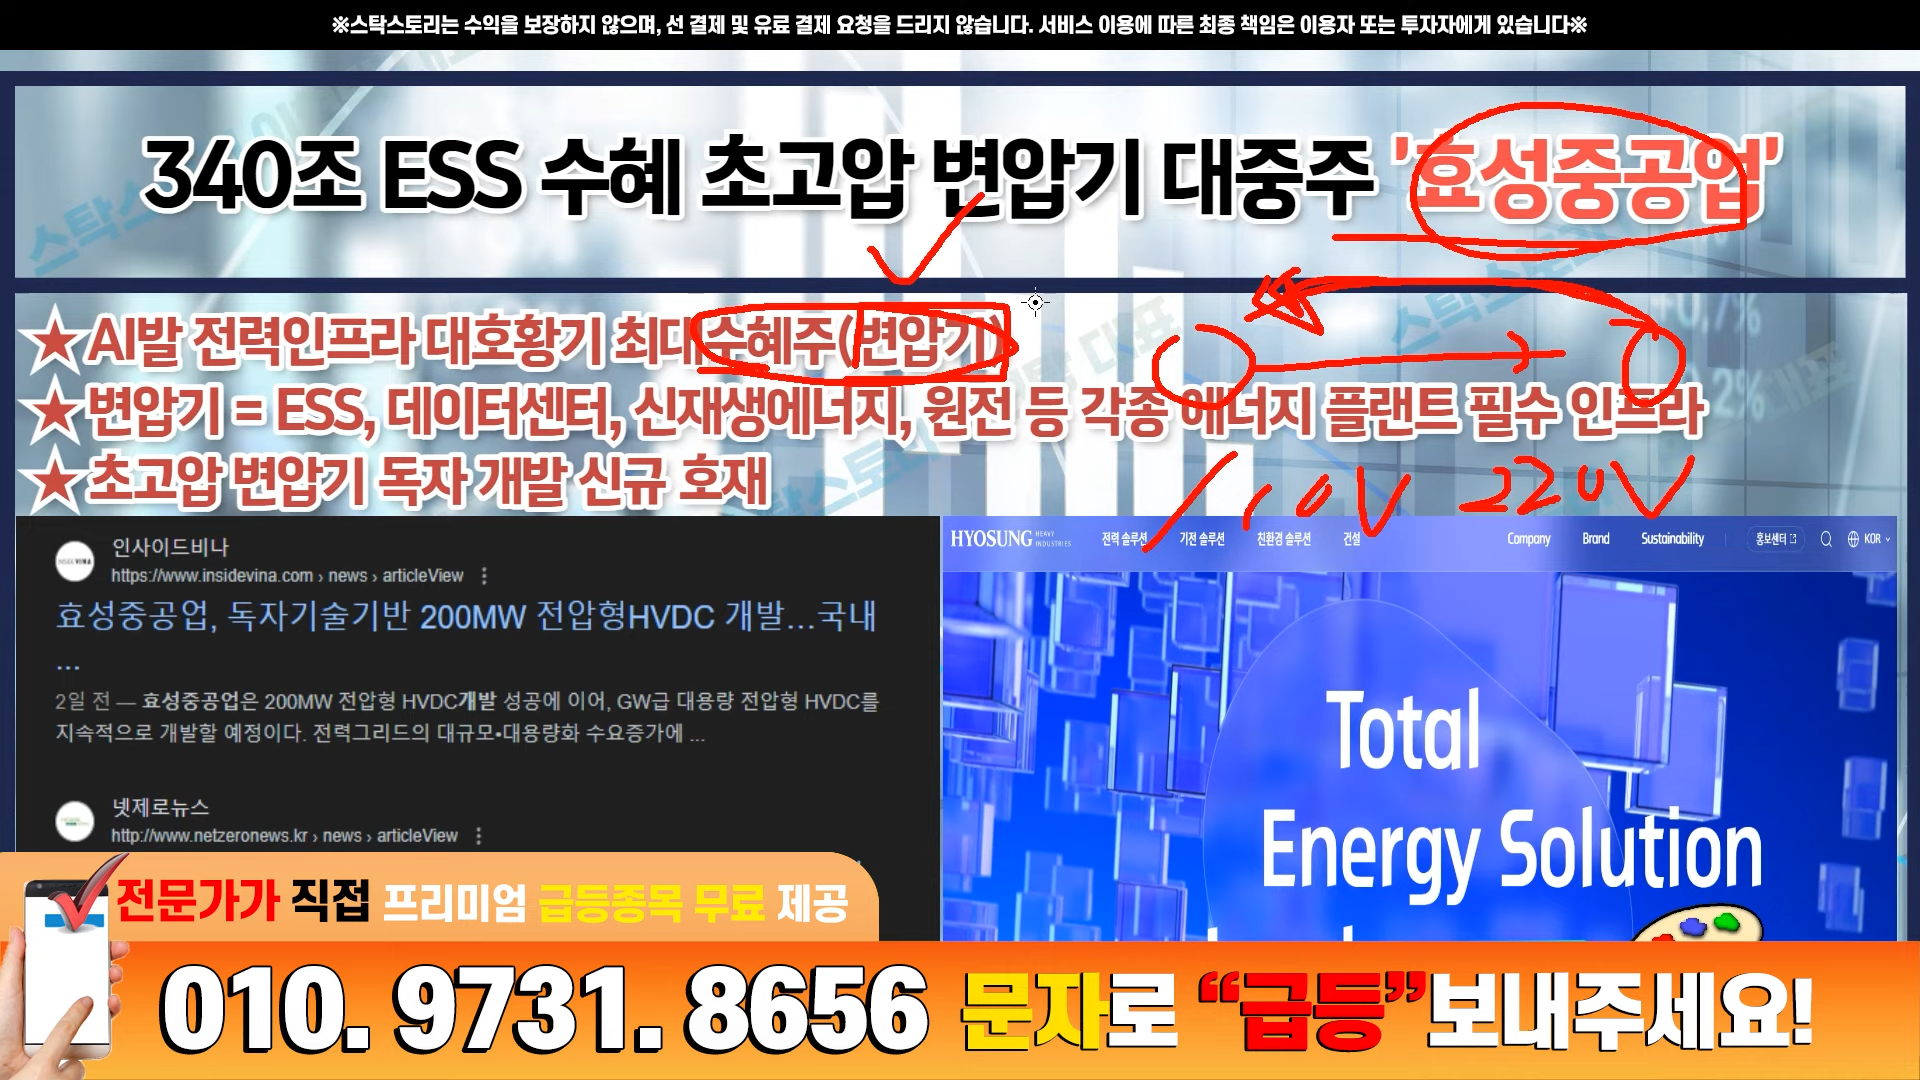 ※스탁스토리는 수익을 보장하지 않으며, 선 결제 및 유료 결제 요청을 드리지 않습니다. 서비스 이용에 따른 최종 책임은 이용자 또는 투자자에게 있습니다※
340조 ESS 수혜 초고압 변압기 대중주 '효성중공업'
★AI발 전력인프라 대호황기 최대수혜주(변압기)
★변압기 = ESS, 데이터센터, 신재생에너지, 원전 등 각종 에너지 플랜트 필수 인프라
★초고압 변압기 독자 개발 신규 호재
110V 220V
인사이드비나
https://www.insidevina.com › news › articleView
효성중공업, 독자기술기반 200MW 전압형HVDC 개발...국내
...
2일 전 — 효성중공업은 200MW 전압형 HVDC개발 성공에 이어, GW급 대용량 전압형 HVDC를
지속적으로 개발할 예정이다. 전력그리드의 대규모•대용량화 수요증가에 ...
넷제로뉴스
http://www.netzeronews.kr › news › articleView
HYOSUNG HEAVY INDUSTRIES 전력 솔루션 기전 솔루션 친환경 솔루션 건설 Company Brand Sustainability 홍보센터 KOR
Total
Energy Solution
전문가가 직접 프리미엄 급등종목 무료 제공
010. 9731. 8656 문자로 “급등”보내주세요!